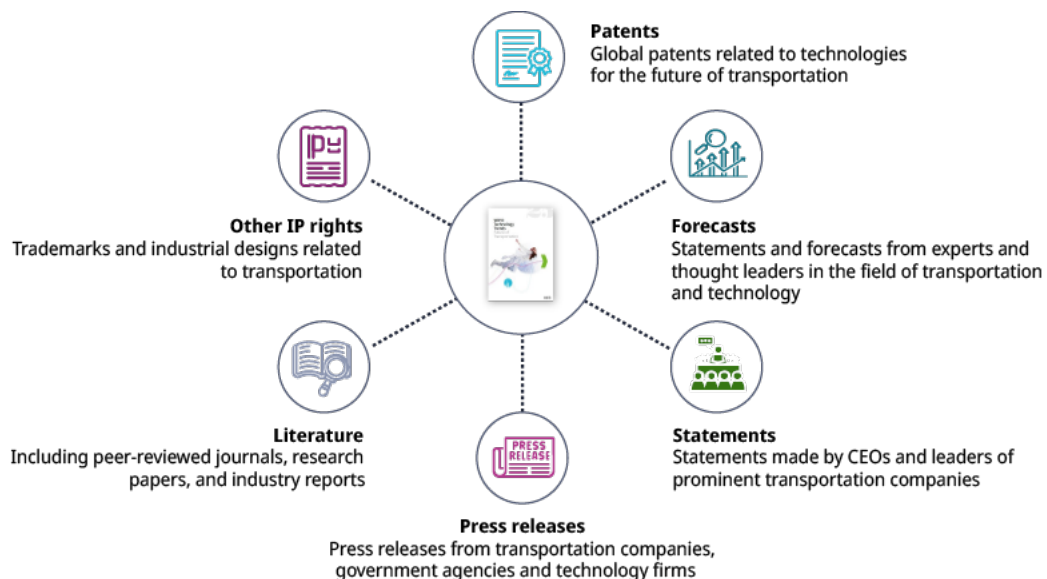 Patents
Global patents related to technologies
for the future of transportation
Other IP rights
Trademarks and industrial designs related
to transportation
Forecasts
Statements and forecasts from experts and
thought leaders in the field of transportation
and technology
Literature
Including peer-reviewed journals, research
papers, and industry reports
PRESS
RELEASE
Statements
Statements made by CEOs and leaders of
prominent transportation companies
Press releases
Press releases from transportation companies,
government agencies and technology firms